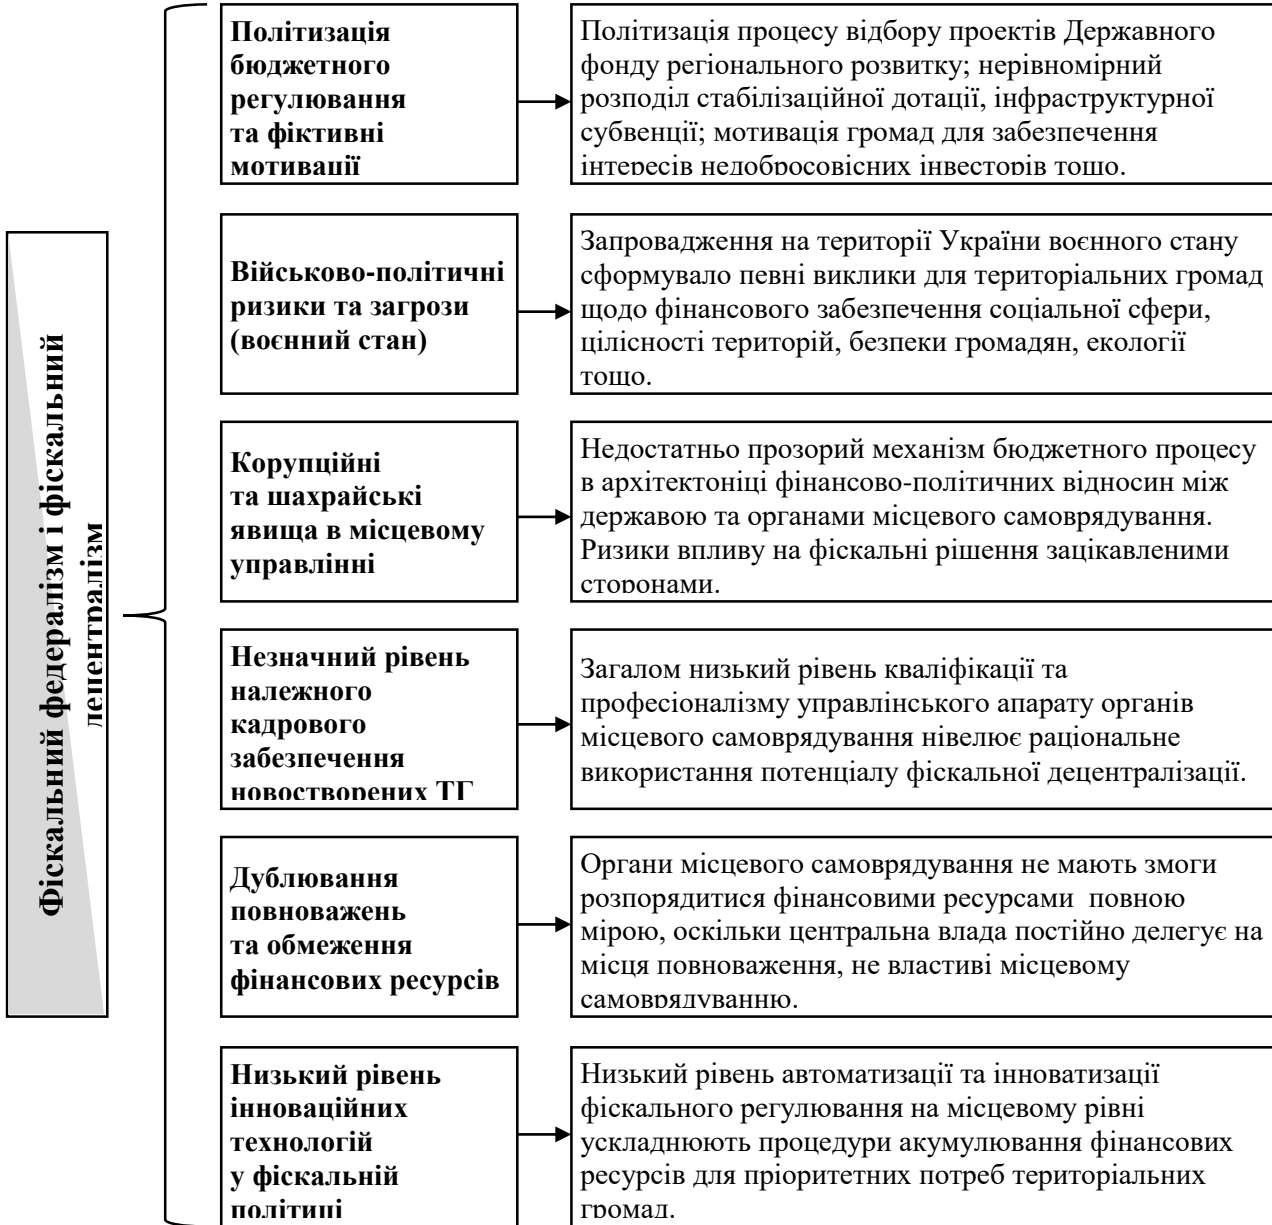 Фіскальний федералізм і фіскальний
децентралізм
Політизація
бюджетного
регулювання
та фіктивні
мотивації
Політизація процесу відбору проектів Державного
фонду регіонального розвитку; нерівномірний
розподіл стабілізаційної дотації, інфраструктурної
субвенції; мотивація громад для забезпечення
інтересів недобросовісних інвесторів тощо.
Військово-політичні
ризики та загрози
(воєнний стан)
Запровадження на території України воєнного стану
сформувало певні виклики для територіальних громад
щодо фінансового забезпечення соціальної сфери,
цілісності територій, безпеки громадян, екології
тощо.
Корупційні
та шахрайські
явища в місцевому
управлінні
Недостатньо прозорий механізм бюджетного процесу
в архітектоніці фінансово-політичних відносин між
державою та органами місцевого самоврядування.
Ризики впливу на фіскальні рішення зацікавленими
сторонами.
Незначний рівень
належного
кадрового
забезпечення
новостворених ТГ
Загалом низький рівень кваліфікації та
професіоналізму управлінського апарату органів
місцевого самоврядування нівелює раціональне
використання потенціалу фіскальної децентралізації.
Дублювання
повноважень
та обмеження
фінансових ресурсів
Органи місцевого самоврядування не мають змоги
розпорядитися фінансовими ресурсами  повною
мірою, оскільки центральна влада постійно делегує на
місця повноваження, не властиві місцевому
самоврядуванню.
Низький рівень
інноваційних
технологій
у фіскальній
політиці
Низький рівень автоматизації та інноватизації
фіскального регулювання на місцевому рівні
ускладнюють процедури акумулювання фінансових
ресурсів для пріоритетних потреб територіальних
громад.